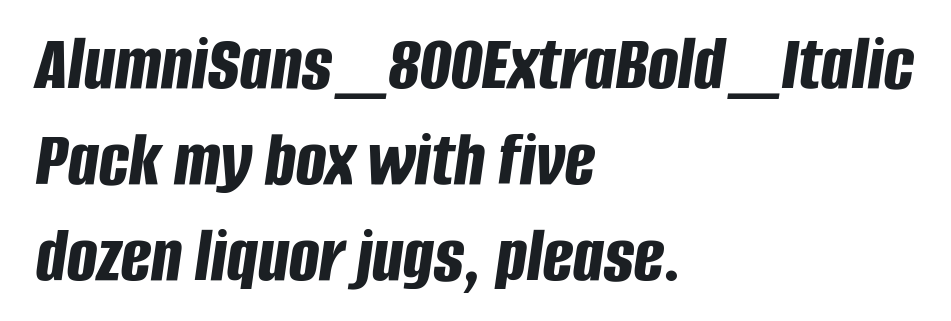 AlumniSans__800ExtraBold__Italic
Pack my box with five
dozen liquor jugs, please.